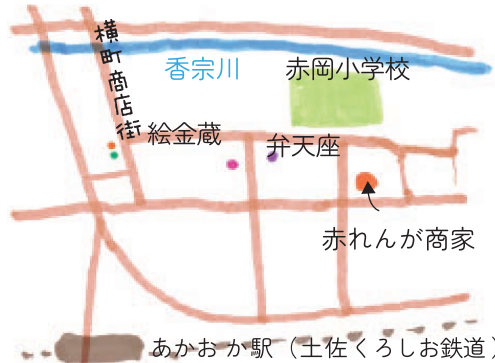 横町商店街
香宗川
赤岡小学校
絵金蔵
弁天座
赤れんが商家
あかおか駅（土佐くろしお鉄道）